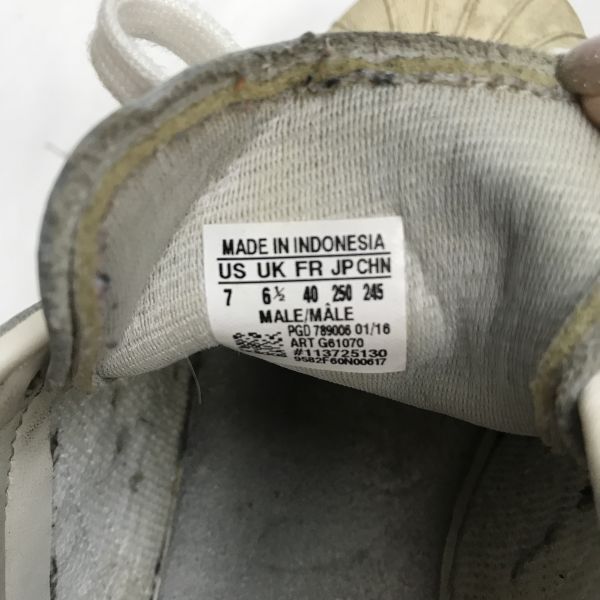 MADE IN INDONESIA
US UK FR JP CHN
7 6½ 40 250 245
MALE/MÂLE
PGD 789006 01/16
ART G61070
#113725130
9582F60N00617